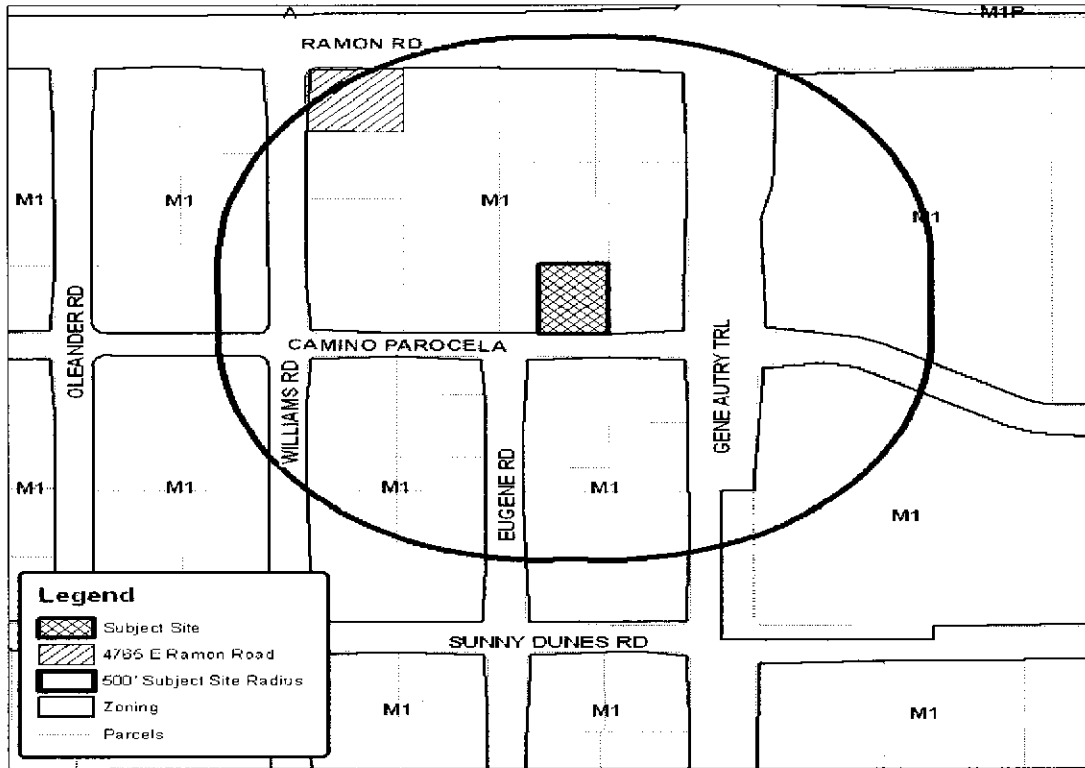 A
M1P
RAMON RD
M1
M1
M1
M1
OLEANDER RD
CAMINO PAROCELA
WILLIAMS RD
GENE AUTRY TRL
EUGENE RD
M1
M1
M1
M1
M1
SUNNY DUNES RD
M1
M1
M1
Legend
Subject Site
4765 E Ramon Road
500' Subject Site Radius
Zoning
Parcels